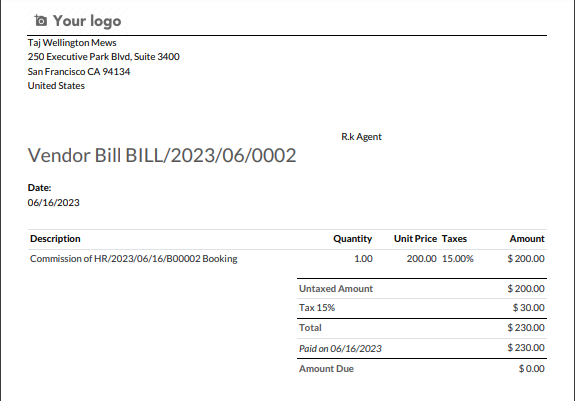 Your logo
Taj Wellington Mews
250 Executive Park Blvd, Suite 3400
San Francisco CA 94134
United States
R.k Agent
Vendor Bill BILL/2023/06/0002
Date:
06/16/2023
Description Quantity Unit Price Taxes Amount
Commission of HR/2023/06/16/B00002 Booking 1.00 200.00 15.00% $ 200.00
Untaxed Amount $ 200.00
Tax 15% $ 30.00
Total $ 230.00
Paid on 06/16/2023 $ 230.00
Amount Due $ 0.00